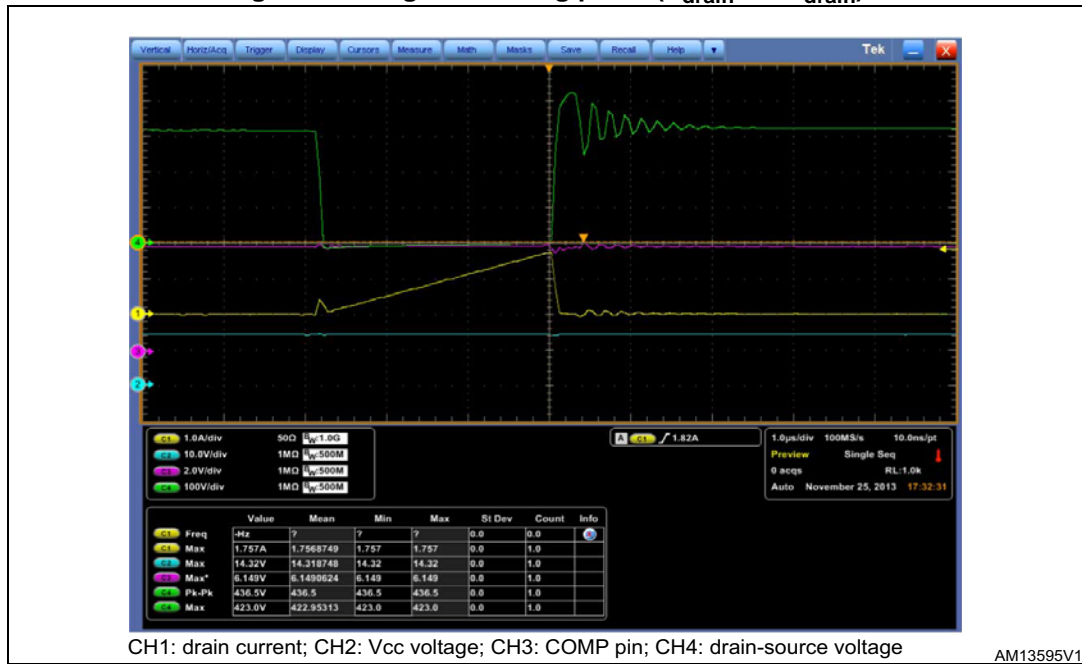 drain drain
Vertical Horiz/Acq Trigger Display Cursors Measure Math Masks Save Recall Help Tek X
4
1
3
2
C1 1.0A/div 50Ω BW:1.0G
C2 10.0V/div 1MΩ BW:500M
C3 2.0V/div 1MΩ BW:500M
C4 100V/div 1MΩ BW:500M
A C1 1.82A
1.0µs/div 100MS/s 10.0ns/pt
Preview Single Seq
0 acqs RL:1.0k
Auto November 25, 2013 17:32:31
Value Mean Min Max St Dev Count Info
C1 Freq -Hz ? ? ? 0.0 0.0
C1 Max 1.757A 1.7568749 1.757 1.757 0.0 1.0
C2 Max 14.32V 14.318748 14.32 14.32 0.0 1.0
C3 Max* 6.149V 6.1490624 6.149 6.149 0.0 1.0
C4 Pk-Pk 436.5V 436.5 436.5 436.5 0.0 1.0
C4 Max 423.0V 422.95313 423.0 423.0 0.0 1.0
CH1: drain current; CH2: Vcc voltage; CH3: COMP pin; CH4: drain-source voltage
AM13595V1